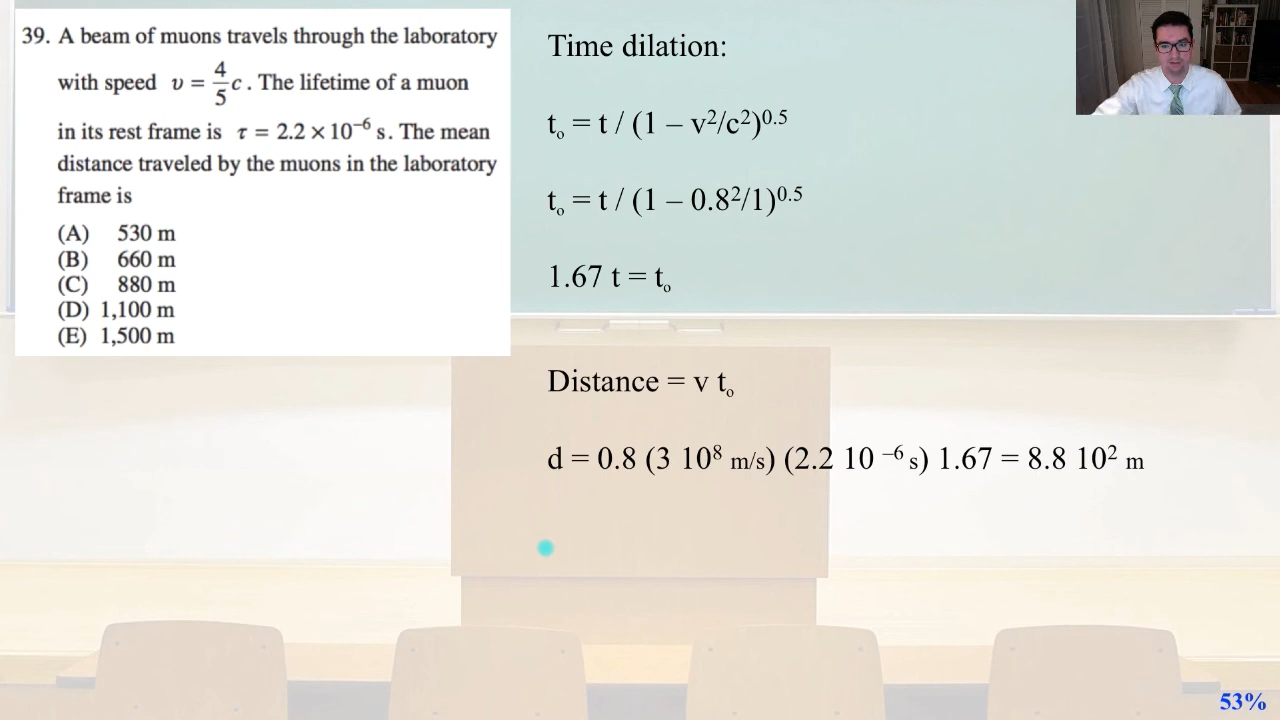 39. A beam of muons travels through the laboratory
with speed υ = 4/5 c. The lifetime of a muon
in its rest frame is τ = 2.2 × 10⁻⁶ s. The mean
distance traveled by the muons in the laboratory
frame is
(A) 530 m
(B) 660 m
(C) 880 m
(D) 1,100 m
(E) 1,500 m
Time dilation:
tₒ = t / (1 – v²/c²)⁰·⁵
tₒ = t / (1 – 0.8²/1)⁰·⁵
1.67 t = tₒ
Distance = v tₒ
d = 0.8 (3 10⁸ m/s) (2.2 10 ⁻⁶ s) 1.67 = 8.8 10² m
53%